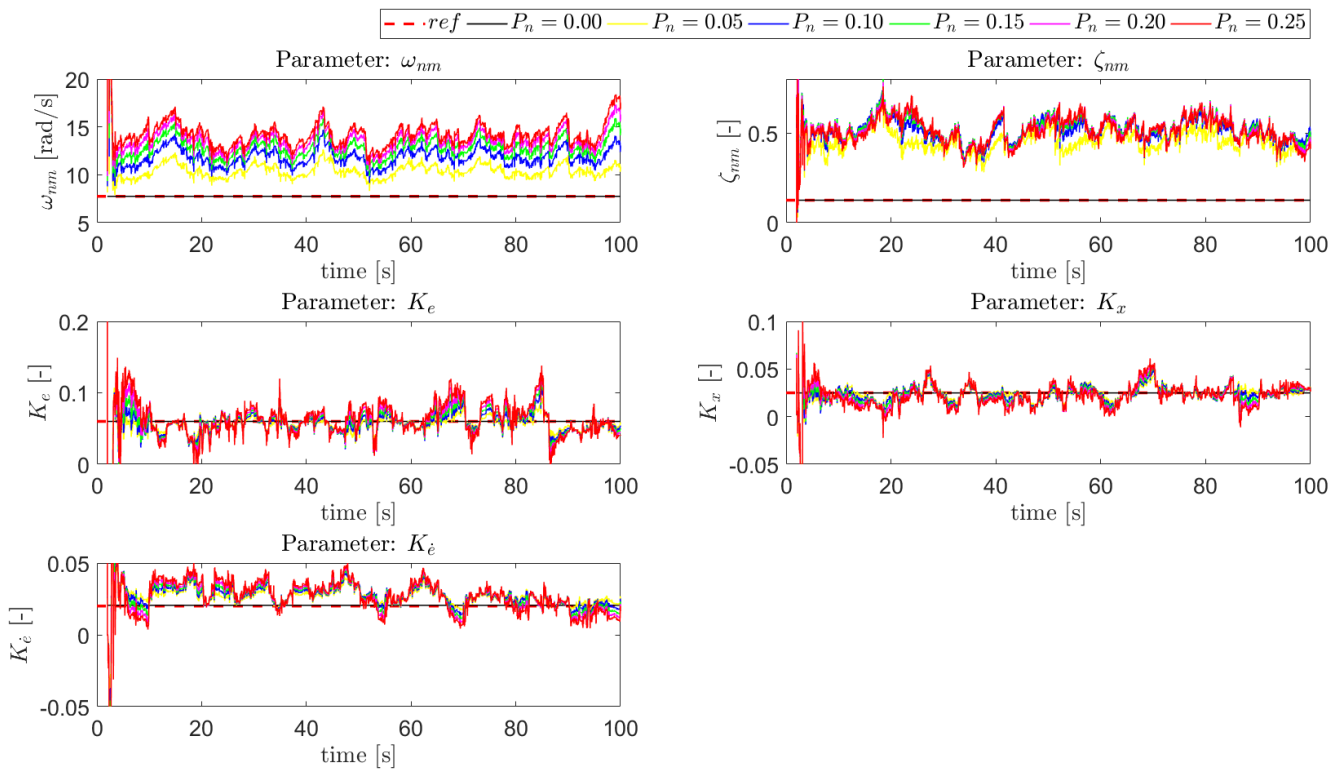 ref P_n = 0.00 P_n = 0.05 P_n = 0.10 P_n = 0.15 P_n = 0.20 P_n = 0.25
Parameter: ω_nm
20
15
10
5
ω_nm [rad/s]
0 20 40 60 80 100
time [s]
Parameter: ζ_nm
0.5
0
ζ_nm [-]
0 20 40 60 80 100
time [s]
Parameter: K_e
0.2
0.1
0
K_e [-]
0 20 40 60 80 100
time [s]
Parameter: K_x
0.1
0.05
0
-0.05
K_x [-]
0 20 40 60 80 100
time [s]
Parameter: K_ė
0.05
0
-0.05
K_ė [-]
0 20 40 60 80 100
time [s]